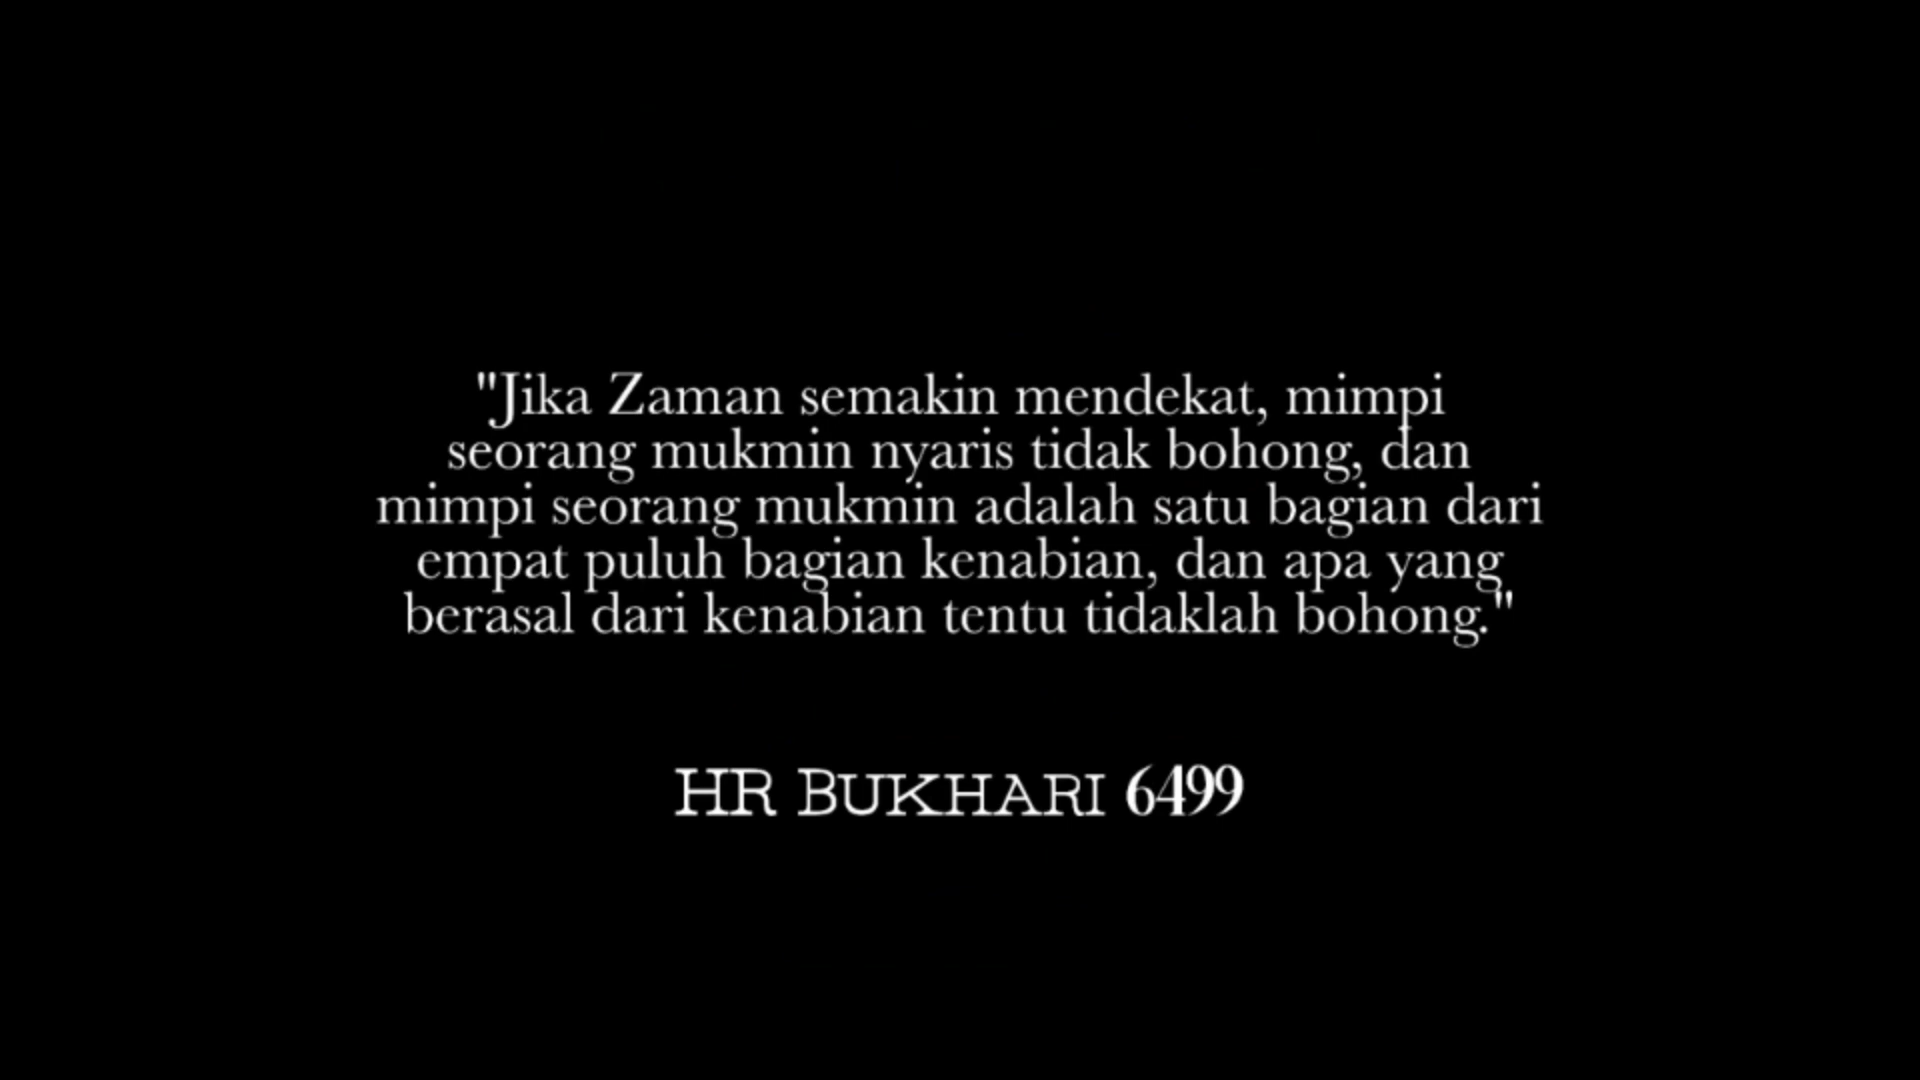 "Jika Zaman semakin mendekat, mimpi
seorang mukmin nyaris tidak bohong, dan
mimpi seorang mukmin adalah satu bagian dari
empat puluh bagian kenabian, dan apa yang
berasal dari kenabian tentu tidaklah bohong."
HR BUKHARI 6499